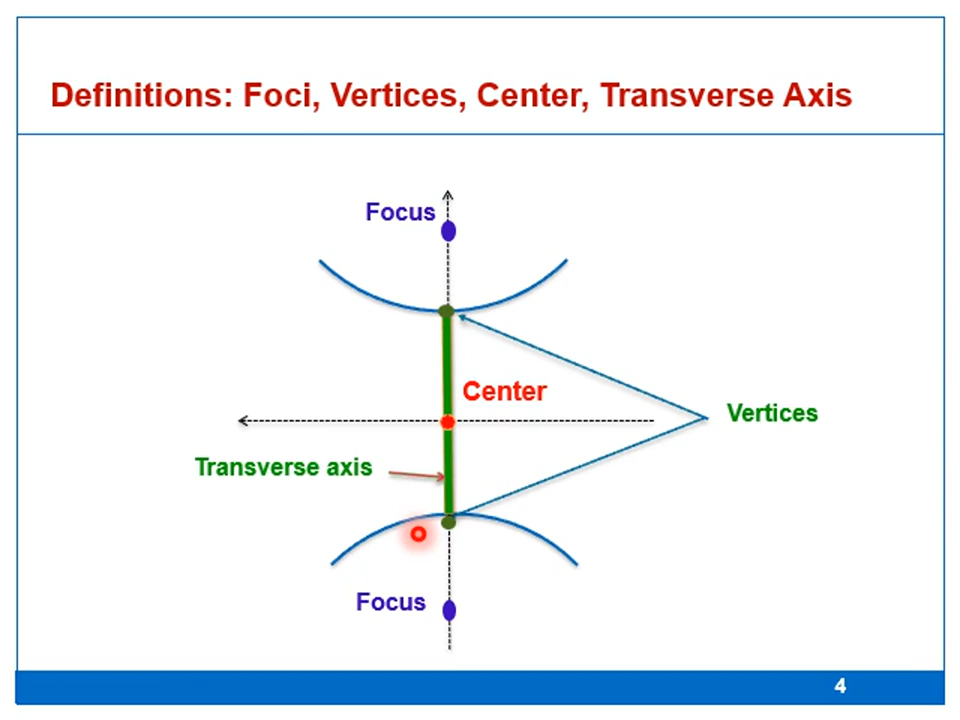 Definitions: Foci, Vertices, Center, Transverse Axis
Focus
Center
Vertices
Transverse axis
Focus
4